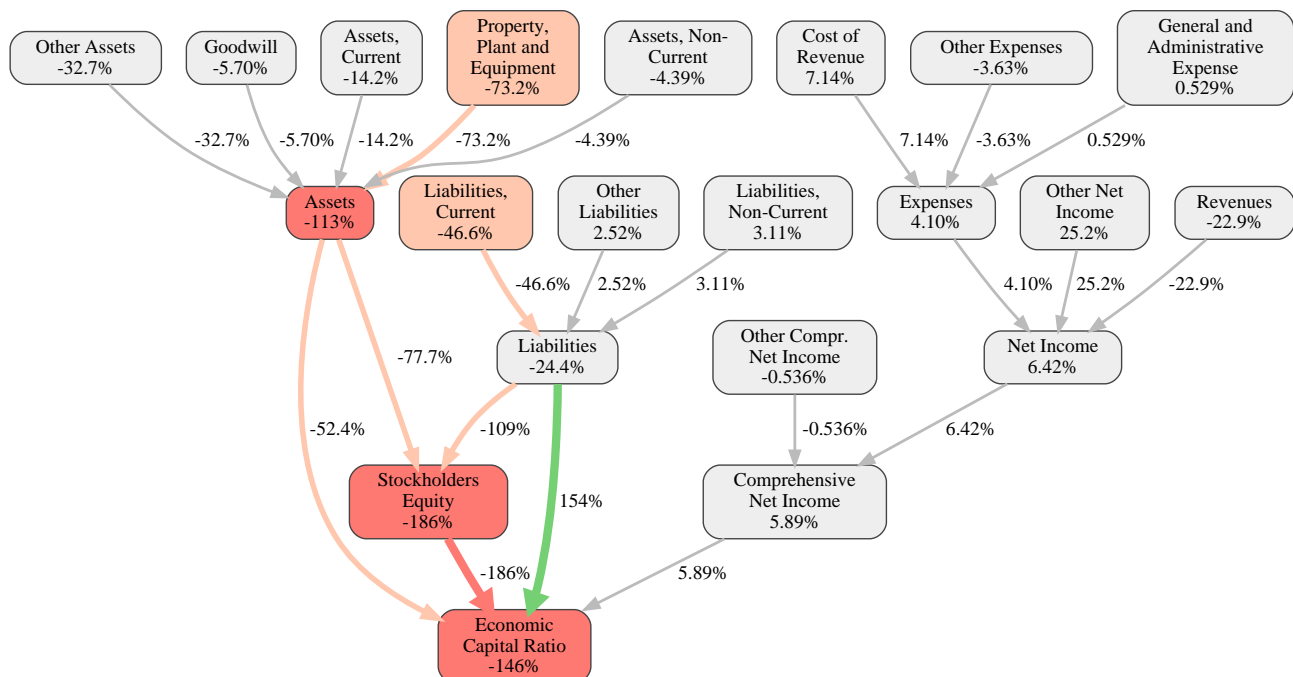 Other Assets
-32.7%
Goodwill
-5.70%
Assets,
Current
-14.2%
Property,
Plant and
Equipment
-73.2%
Assets, Non-
Current
-4.39%
Cost of
Revenue
7.14%
Other Expenses
-3.63%
General and
Administrative
Expense
0.529%
-32.7%
-5.70%
-14.2%
-73.2%
-4.39%
7.14%
-3.63%
0.529%
Assets
-113%
Liabilities,
Current
-46.6%
Other
Liabilities
2.52%
Liabilities,
Non-Current
3.11%
Expenses
4.10%
Other Net
Income
25.2%
Revenues
-22.9%
-46.6%
2.52%
3.11%
4.10%
25.2%
-22.9%
-77.7%
Liabilities
-24.4%
Other Compr.
Net Income
-0.536%
Net Income
6.42%
-52.4%
-109%
-0.536%
6.42%
Stockholders
Equity
-186%
154%
Comprehensive
Net Income
5.89%
-186%
5.89%
Economic
Capital Ratio
-146%